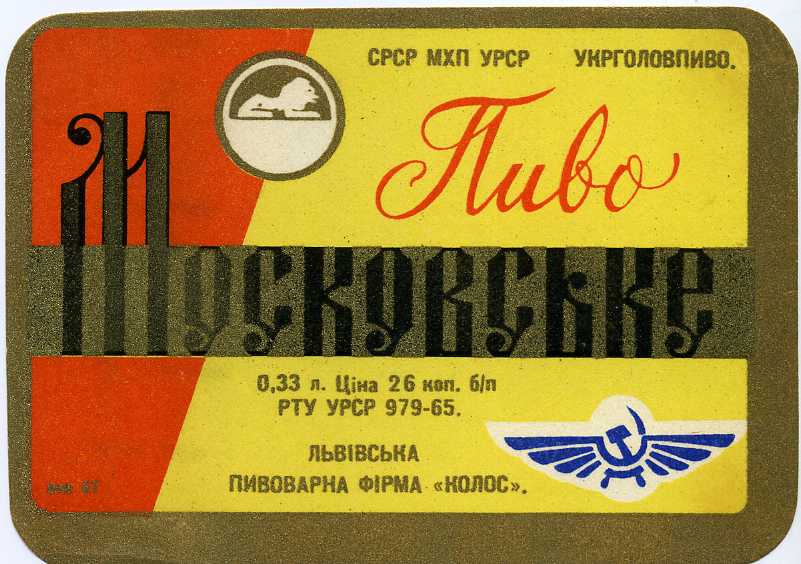 СРСР МХП УРСР УКРГОЛОВПИВО.
Пиво
Московське
0,33 л. Ціна 26 коп. б/п
РТУ УРСР 979-65.
ЛЬВІВСЬКА
ПИВОВАРНА ФІРМА «КОЛОС».